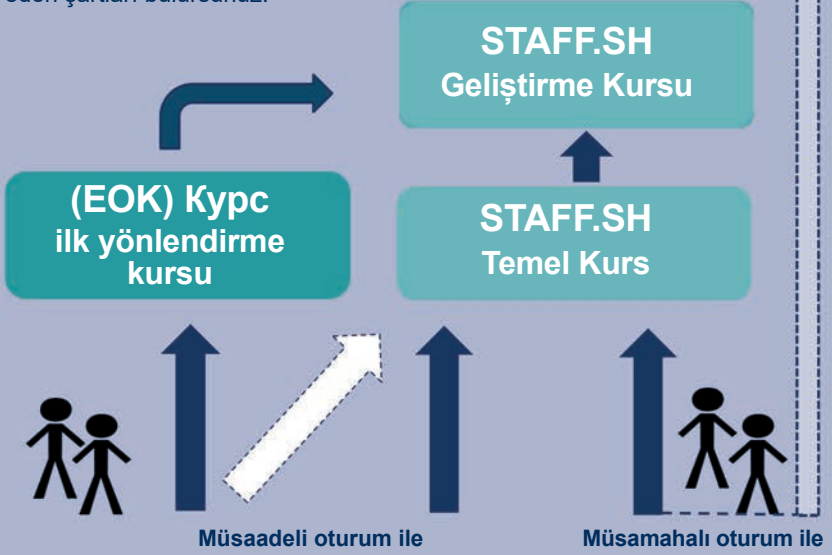 STAFF.SH
Geliştirme Kursu
(EOK) Курс
ilk yönlendirme
kursu
STAFF.SH
Temel Kurs
Müsaadeli oturum ile
Müsamahalı oturum ile